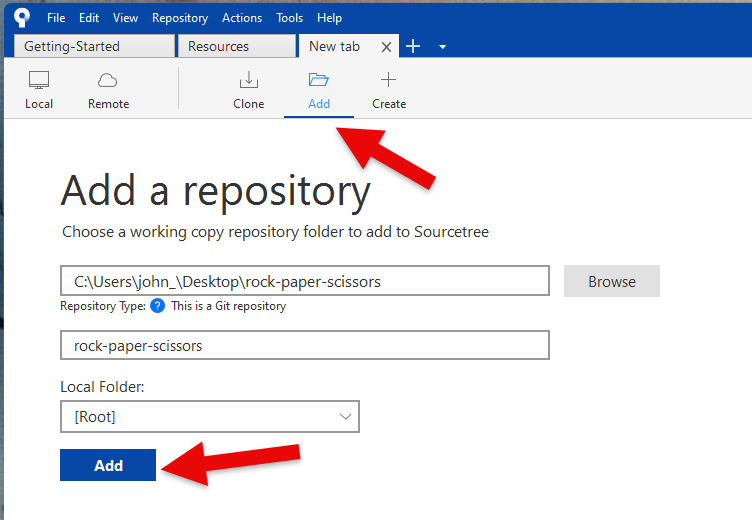 File Edit View Repository Actions Tools Help
Getting-Started Resources New tab
Local Remote Clone Add Create
Add a repository
Choose a working copy repository folder to add to Sourcetree
C:\Users\john_\Desktop\rock-paper-scissors Browse
Repository Type: ? This is a Git repository
rock-paper-scissors
Local Folder:
[Root]
Add